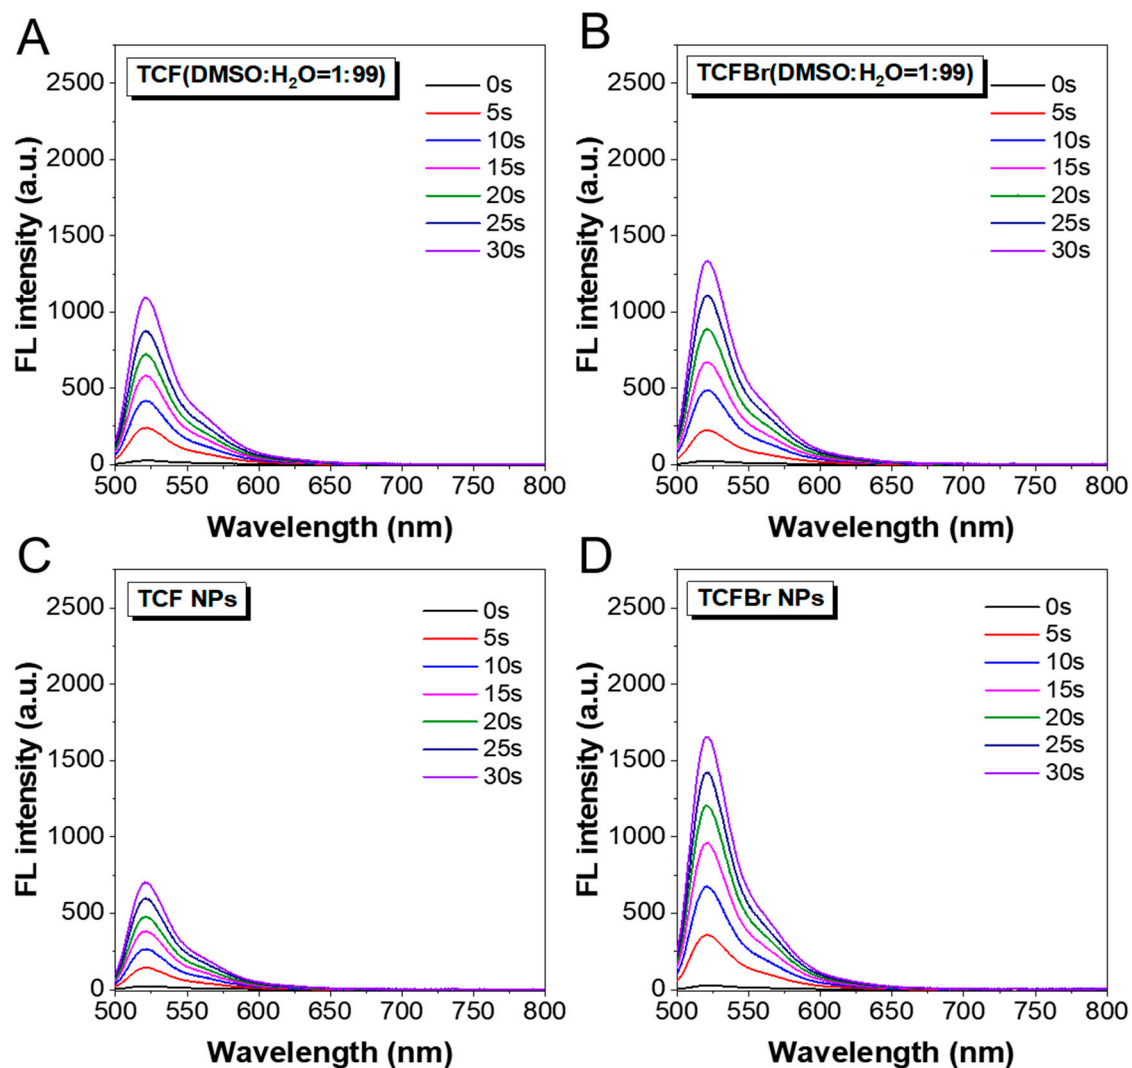 A
TCF(DMSO:H₂O=1:99)
0s
5s
10s
15s
20s
25s
30s
FL intensity (a.u.)
2500
2000
1500
1000
500
0
500 550 600 650 700 750 800
Wavelength (nm)
B
TCFBr(DMSO:H₂O=1:99)
0s
5s
10s
15s
20s
25s
30s
FL intensity (a.u.)
2500
2000
1500
1000
500
0
500 550 600 650 700 750 800
Wavelength (nm)
C
TCF NPs
0s
5s
10s
15s
20s
25s
30s
FL intensity (a.u.)
2500
2000
1500
1000
500
0
500 550 600 650 700 750 800
Wavelength (nm)
D
TCFBr NPs
0s
5s
10s
15s
20s
25s
30s
FL intensity (a.u.)
2500
2000
1500
1000
500
0
500 550 600 650 700 750 800
Wavelength (nm)